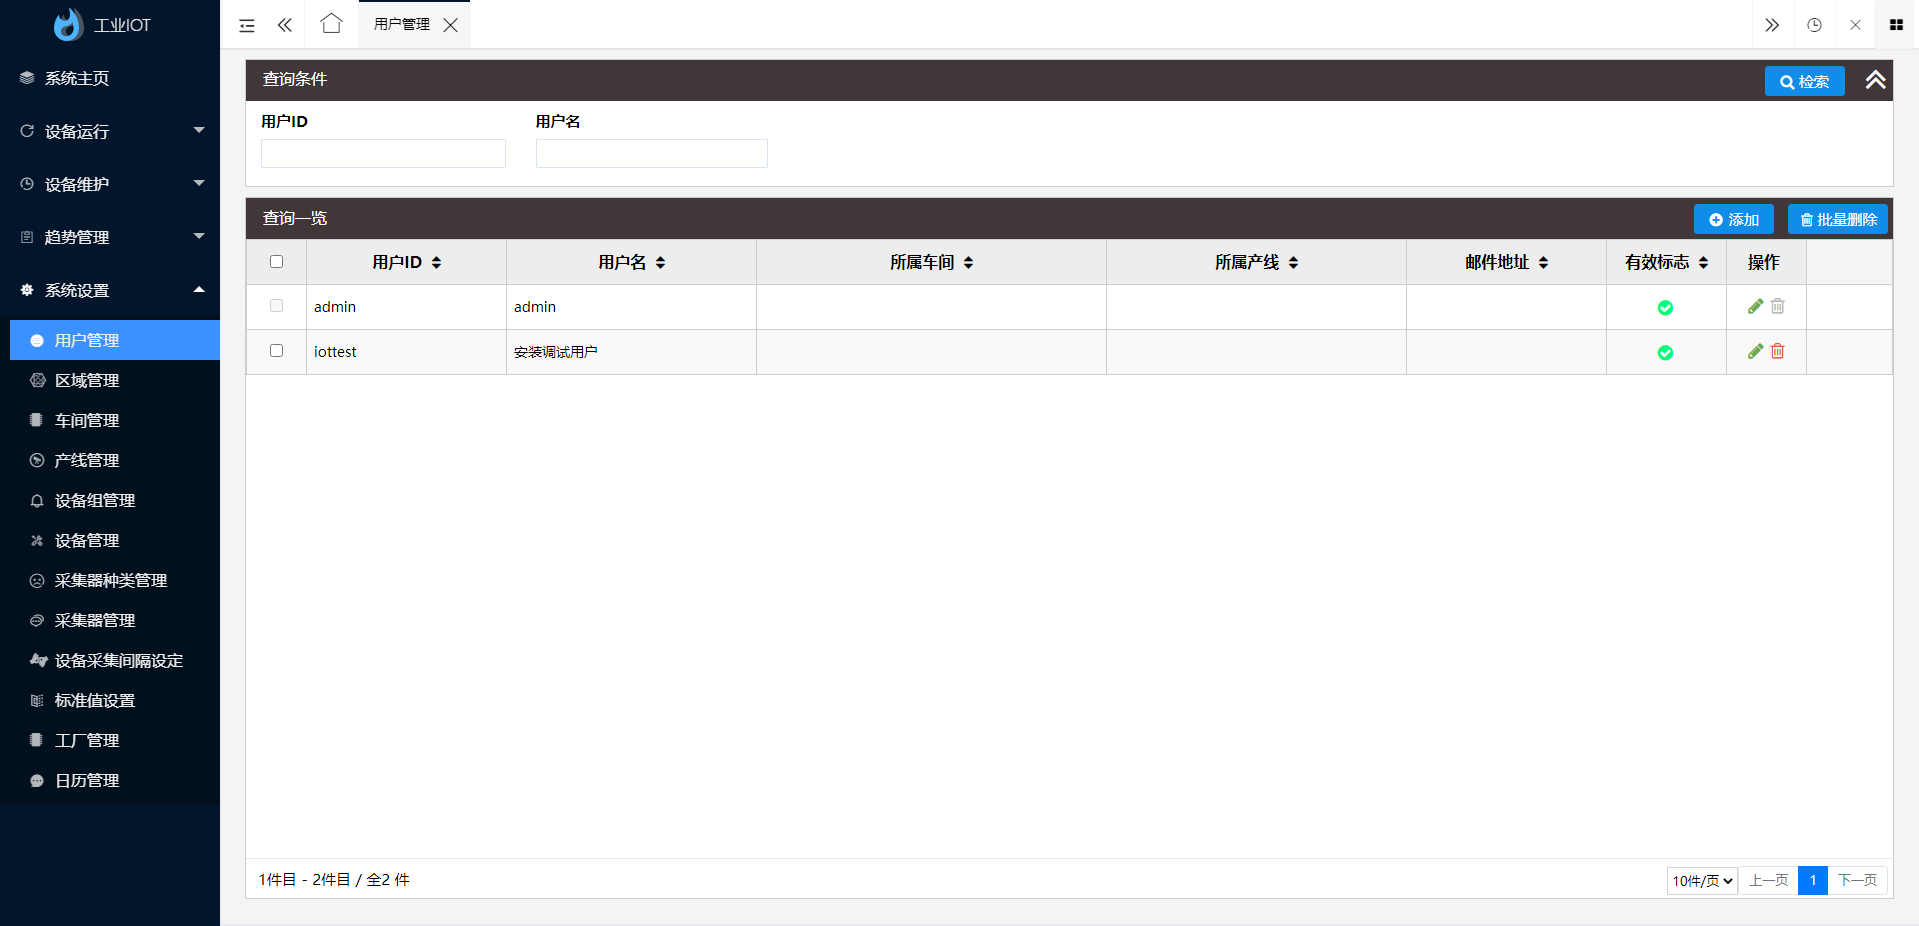 工业IOT
系统主页
设备运行
设备维护
趋势管理
系统设置
用户管理
区域管理
车间管理
产线管理
设备组管理
设备管理
采集器种类管理
采集器管理
设备采集间隔设定
标准值设置
工厂管理
日历管理
用户管理
查询条件
检索
用户ID
用户名
查询一览
添加
批量删除
用户ID 用户名 所属车间 所属产线 邮件地址 有效标志 操作
admin admin
iottest 安装调试用户
1件目 - 2件目 / 全2 件
10件/页 上一页 1 下一页